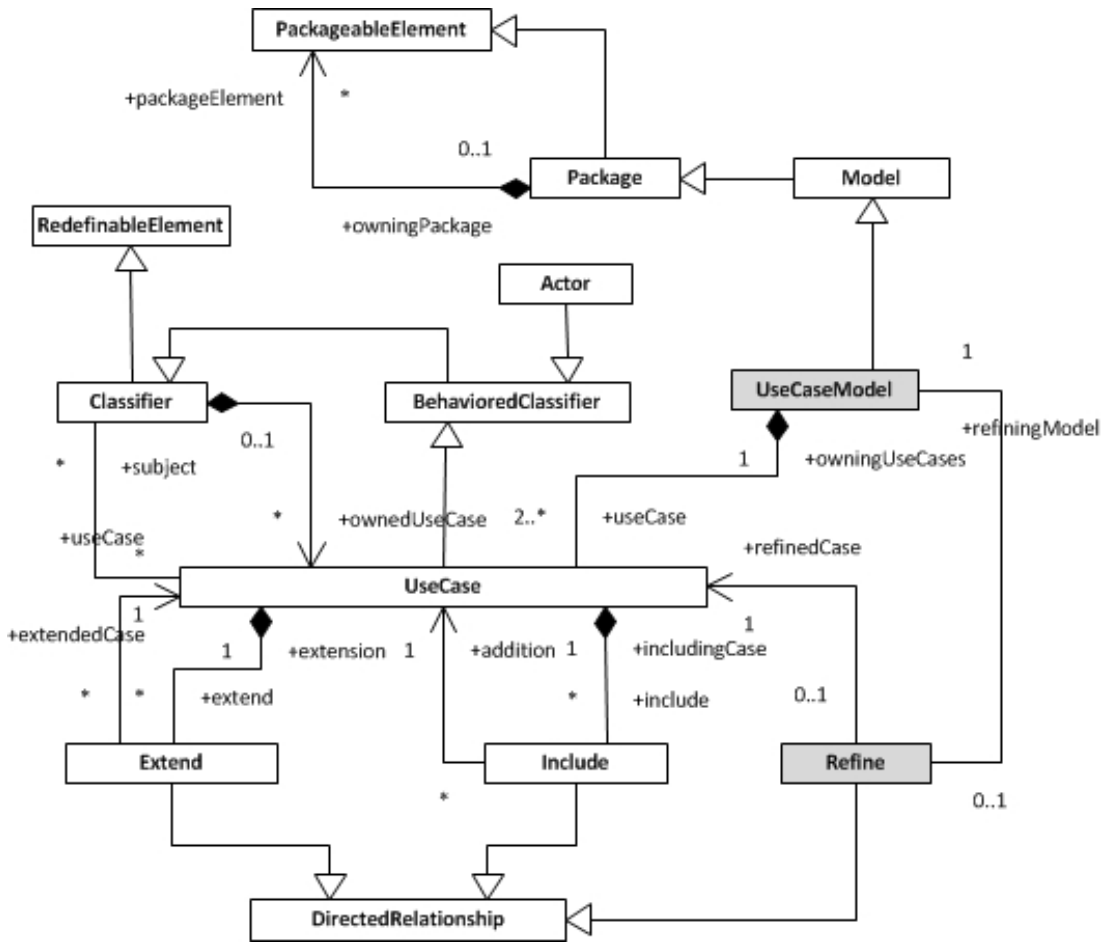 PackageableElement
+packageElement
*
0..1
Package
Model
+owningPackage
RedefinableElement
Actor
1
Classifier
BehavioredClassifier
UseCaseModel
0..1
+refiningModel
*
+subject
1
+owningUseCases
*
+ownedUseCase
2..*
+useCase
+useCase
*
+refinedCase
UseCase
1
+extendedCase
1
+extension
1
+addition
1
+includingCase
1
*
*
+extend
*
+include
0..1
Extend
Include
Refine
*
0..1
DirectedRelationship